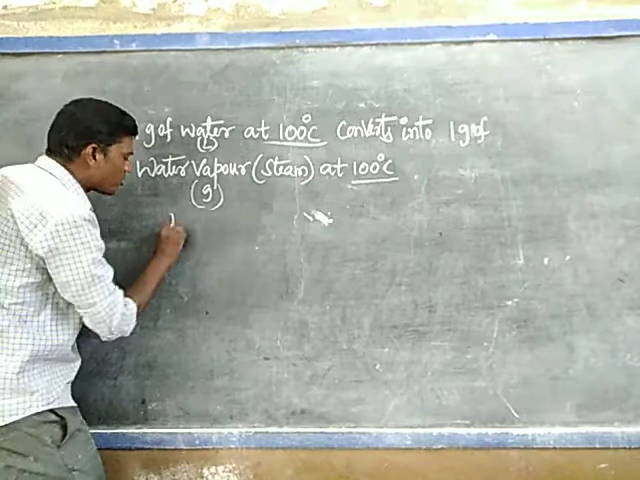 g of water at 100°C converts into 1g of
(L)
Water Vapour (Steam) at 100°C
(g)